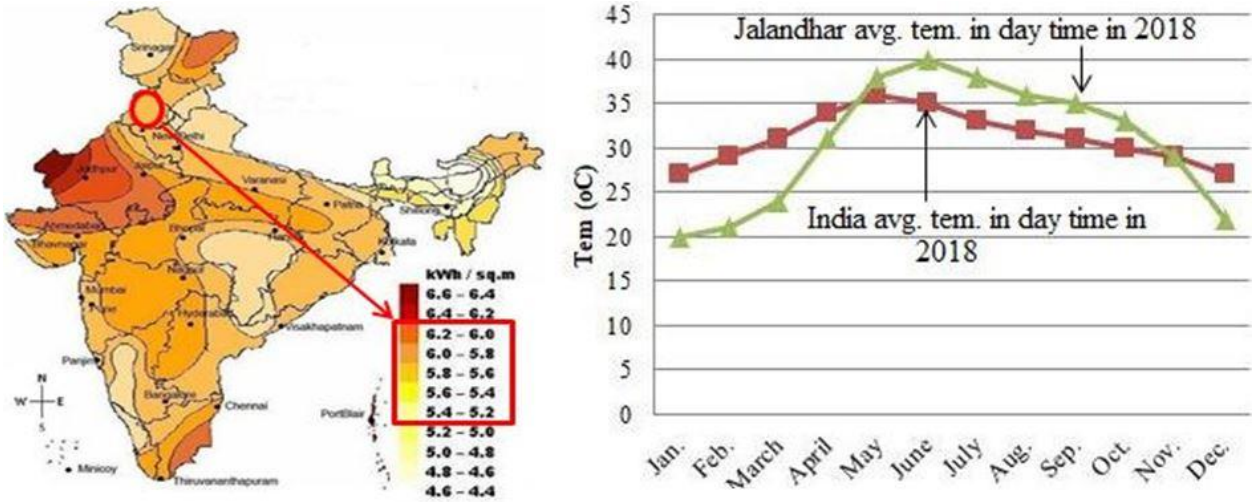 Srinagar
New Delhi
Jodhpur
Jaipur
Varanasi
Patna
Shillong
Ahmedabad
Bhavnagar
Bhopal
Ranchi
Kolkata
Nagpur
Mumbai
Pune
Hyderabad
Visakhapatnam
Panjim
Bangalore
Chennai
PortBlair
Minicoy
Thiruvananthapuram
N
W
E
S
kWh / sq.m
6.6 – 6.4
6.4 – 6.2
6.2 – 6.0
6.0 – 5.8
5.8 – 5.6
5.6 – 5.4
5.4 – 5.2
5.2 – 5.0
5.0 – 4.8
4.8 – 4.6
4.6 – 4.4
Tem (oC)
45
40
35
30
25
20
15
10
5
0
Jalandhar avg. tem. in day time in 2018
India avg. tem. in day time in
2018
Jan.
Feb.
March
April
May
June
July
Aug.
Sep.
Oct.
Nov.
Dec.